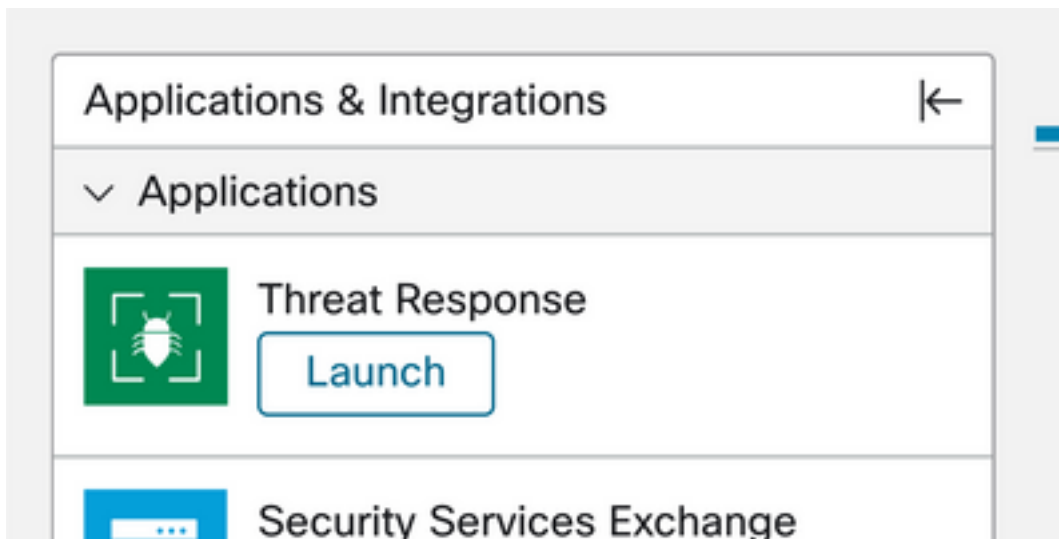 Applications & Integrations
Applications
Threat Response
Launch
Security Services Exchange